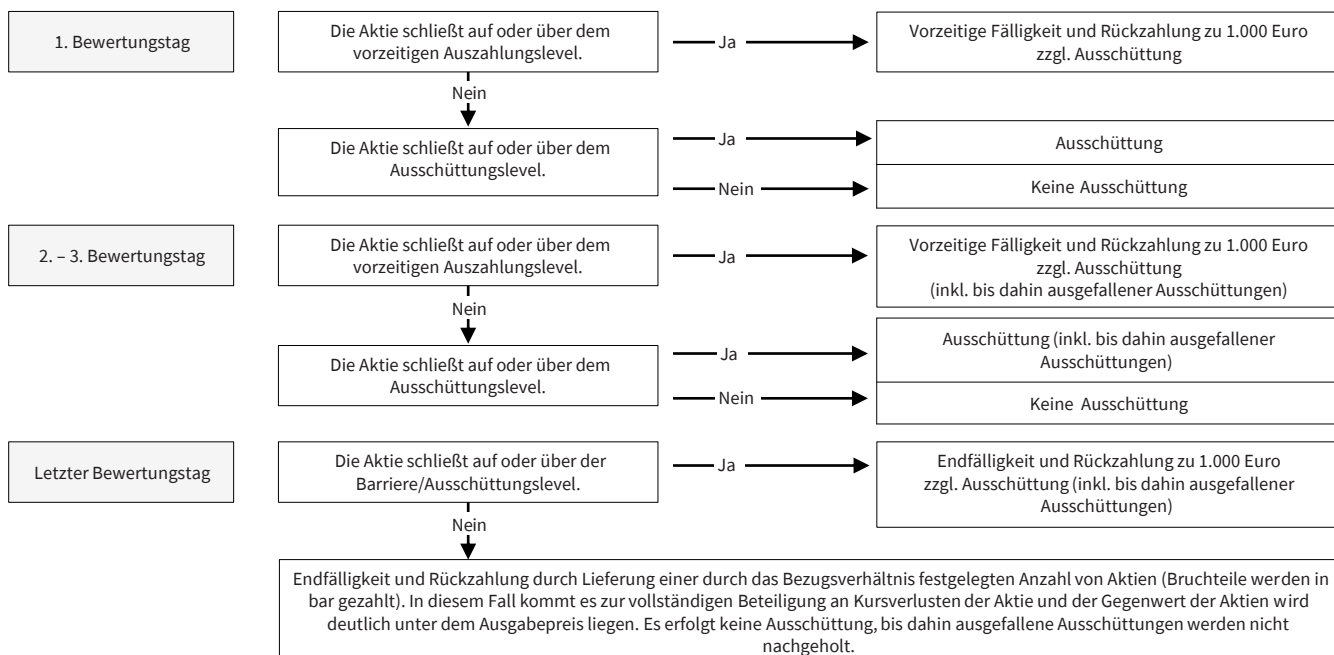 1. Bewertungstag
Die Aktie schließt auf oder über dem
vorzeitigen Auszahlungslevel.
Ja
Vorzeitige Fälligkeit und Rückzahlung zu 1.000 Euro
zzgl. Ausschüttung
Nein
Die Aktie schließt auf oder über dem
Ausschüttungslevel.
Ja
Ausschüttung
Nein
Keine Ausschüttung
2. – 3. Bewertungstag
Die Aktie schließt auf oder über dem
vorzeitigen Auszahlungslevel.
Ja
Vorzeitige Fälligkeit und Rückzahlung zu 1.000 Euro
zzgl. Ausschüttung
(inkl. bis dahin ausgefallener Ausschüttungen)
Nein
Die Aktie schließt auf oder über dem
Ausschüttungslevel.
Ja
Ausschüttung (inkl. bis dahin ausgefallener
Ausschüttungen)
Nein
Keine Ausschüttung
Letzter Bewertungstag
Die Aktie schließt auf oder über der
Barriere/Ausschüttungslevel.
Ja
Endfälligkeit und Rückzahlung zu 1.000 Euro
zzgl. Ausschüttung (inkl. bis dahin ausgefallener
Ausschüttungen)
Nein
Endfälligkeit und Rückzahlung durch Lieferung einer durch das Bezugsverhältnis festgelegten Anzahl von Aktien (Bruchteile werden in
bar gezahlt). In diesem Fall kommt es zur vollständigen Beteiligung an Kursverlusten der Aktie und der Gegenwert der Aktien wird
deutlich unter dem Ausgabepreis liegen. Es erfolgt keine Ausschüttung, bis dahin ausgefallene Ausschüttungen werden nicht
nachgeholt.